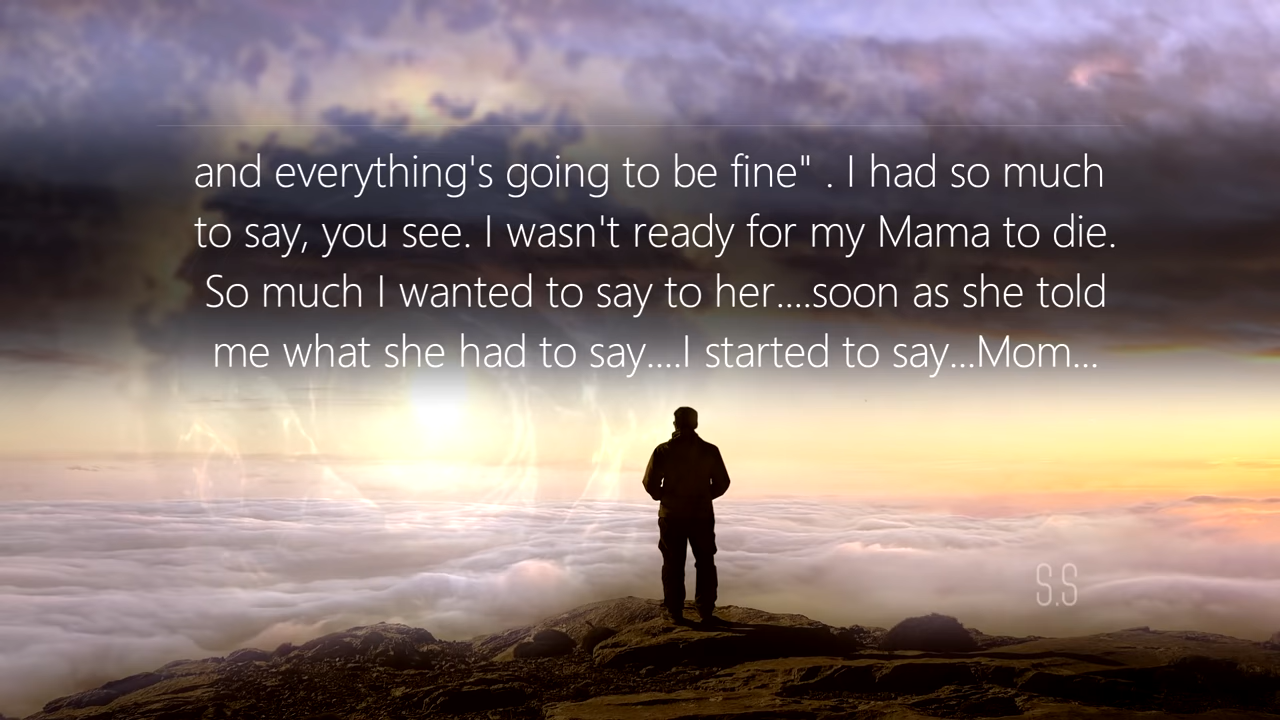 and everything's going to be fine" . I had so much
to say, you see. I wasn't ready for my Mama to die.
So much I wanted to say to her....soon as she told
me what she had to say....I started to say...Mom...
S.S